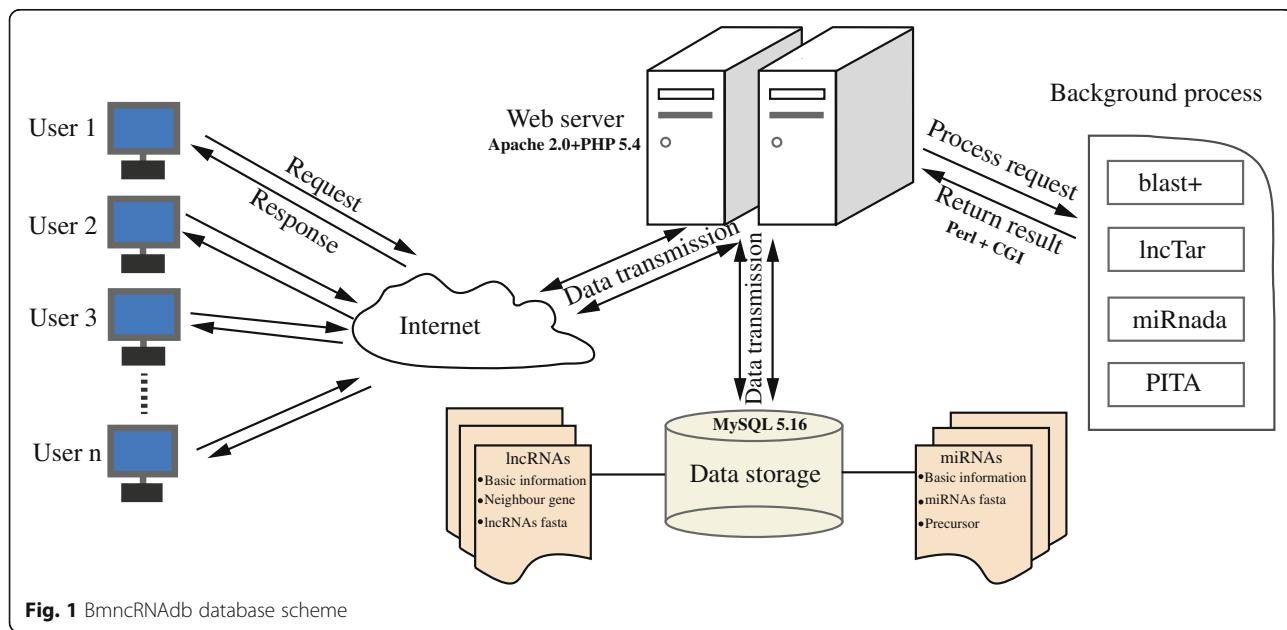 User 1
User 2
User 3
User n
Request
Response
Internet
Web server
Apache 2.0+PHP 5.4
Data transmission
Data transmission
Process request
Return result
Perl + CGI
Background process
blast+
lncTar
miRnada
PITA
MySQL 5.16
Data storage
lncRNAs
•Basic information
•Neighbour gene
•lncRNAs fasta
miRNAs
•Basic information
•miRNAs fasta
•Precursor
Fig. 1 BmncRNAdb database scheme